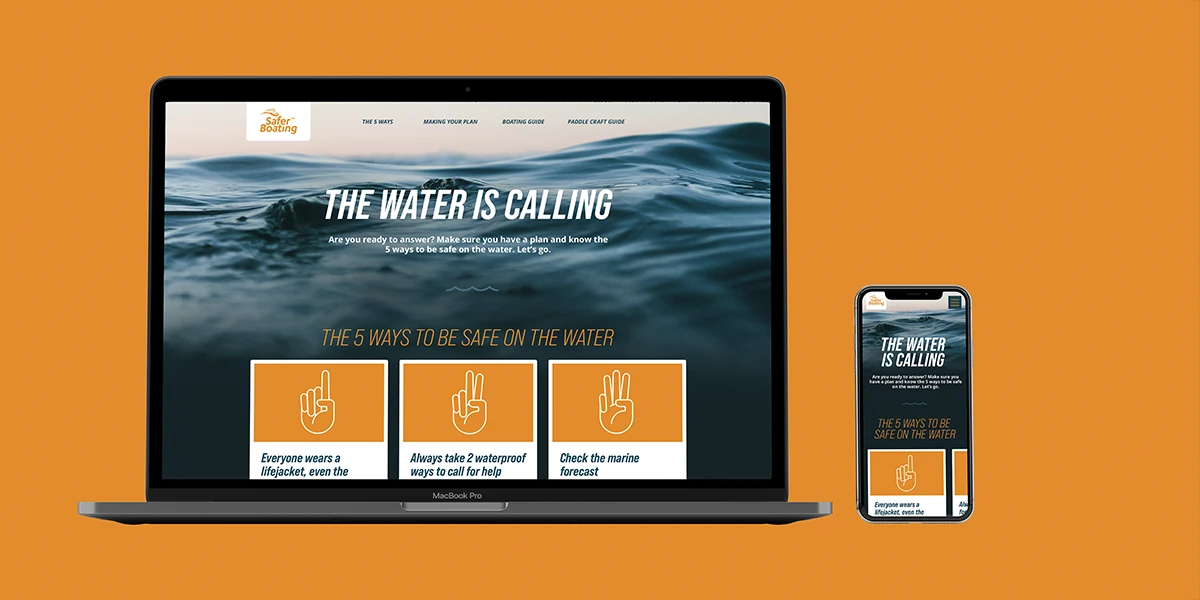 Safer
Boating
THE 5 WAYS
MAKING YOUR PLAN
BOATING GUIDE
PADDLE CRAFT GUIDE
THE WATER IS CALLING
Are you ready to answer? Make sure you have a plan and know the
5 ways to be safe on the water. Let's go.
THE 5 WAYS TO BE SAFE ON THE WATER
Everyone wears a
lifejacket, even the
Always take 2 waterproof
ways to call for help
Check the marine
forecast
MacBook Pro
Safer
Boating
THE WATER
IS CALLING
Are you ready to answer? Make sure you
have a plan and know the 5 ways to be safe
on the water. Let's go.
THE 5 WAYS TO BE
SAFE ON THE WATER
Everyone wears a
lifejacket, even the